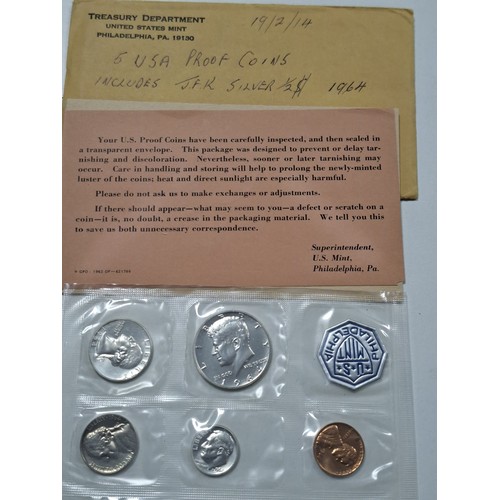 TREASURY DEPARTMENT
UNITED STATES MINT
PHILADELPHIA, PA. 19130
19/2/14
5 USA PROOF COINS
INCLUDES J.F.K SILVER ½ 1964
Your U.S. Proof Coins have been carefully inspected, and then sealed in
a transparent envelope. This package was designed to prevent or delay tar-
nishing and discoloration. Nevertheless, sooner or later tarnishing may
occur. Care in handling and storing will help to prolong the newly-minted
luster of the coins; heat and direct sunlight are especially harmful.
Please do not ask us to make exchanges or adjustments.
If there should appear—what may seem to you—a defect or scratch on a
coin—it is, no doubt, a crease in the packaging material. We tell you this
to save us both unnecessary correspondence.
Superintendent,
U.S. Mint,
Philadelphia, Pa.
LIBERTY
1964
PHILADELPHIA
U.S.
MINT